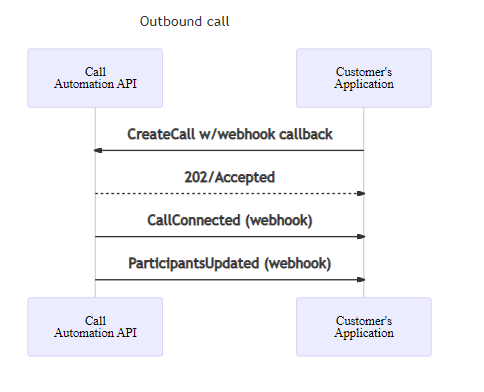 Outbound call
Call
Automation API
Customer's
Application
CreateCall w/webhook callback
202/Accepted
CallConnected (webhook)
ParticipantsUpdated (webhook)
Call
Automation API
Customer's
Application